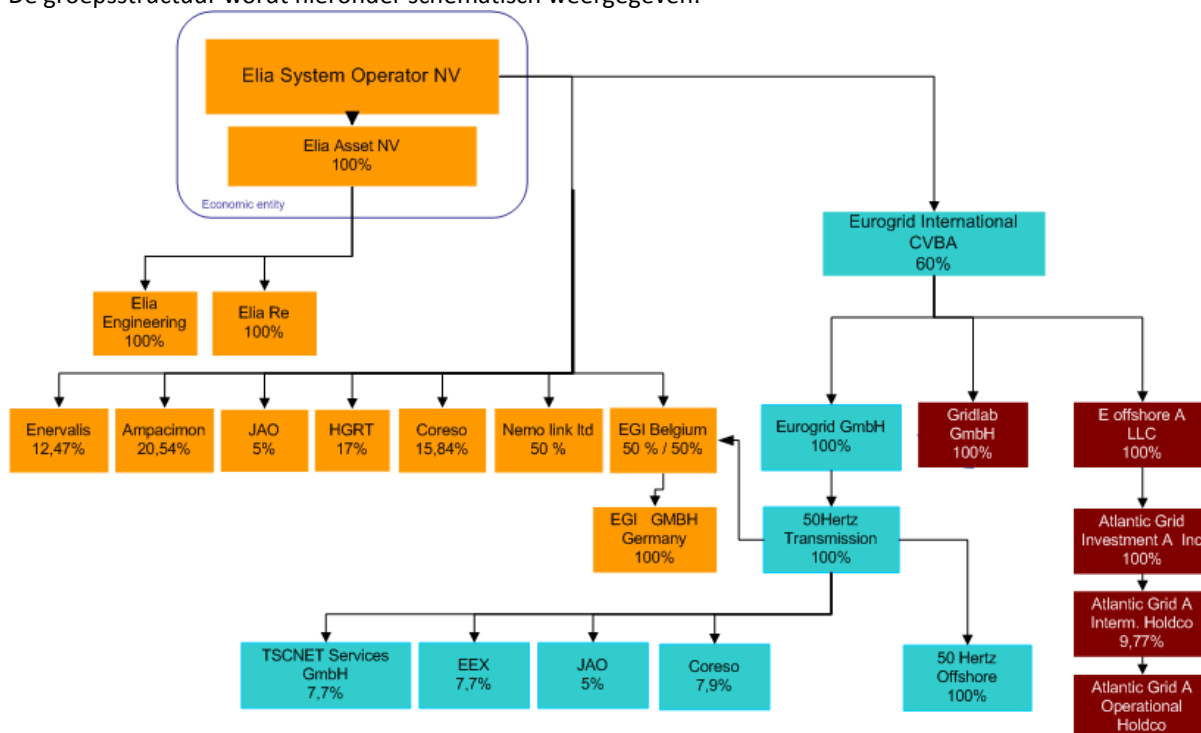 De groepsstructuur wordt hieronder schematisch weergegeven:
Elia System Operator NV
Elia Asset NV
100%
Economic entity
Eurogrid International
CVBA
60%
Elia
Engineering
100%
Elia Re
100%
Enervalis
12,47%
Ampacimon
20,54%
JAO
5%
HGRT
17%
Coreso
15,84%
Nemo link ltd
50 %
EGI Belgium
50 % / 50%
Eurogrid GmbH
100%
Gridlab
GmbH
100%
E offshore A
LLC
100%
EGI GMBH
Germany
100%
50Hertz
Transmission
100%
Atlantic Grid
Investment A Inc
100%
Atlantic Grid A
Interm. Holdco
9,77%
TSCNET Services
GmbH
7,7%
EEX
7,7%
JAO
5%
Coreso
7,9%
50 Hertz
Offshore
100%
Atlantic Grid A
Operational
Holdco